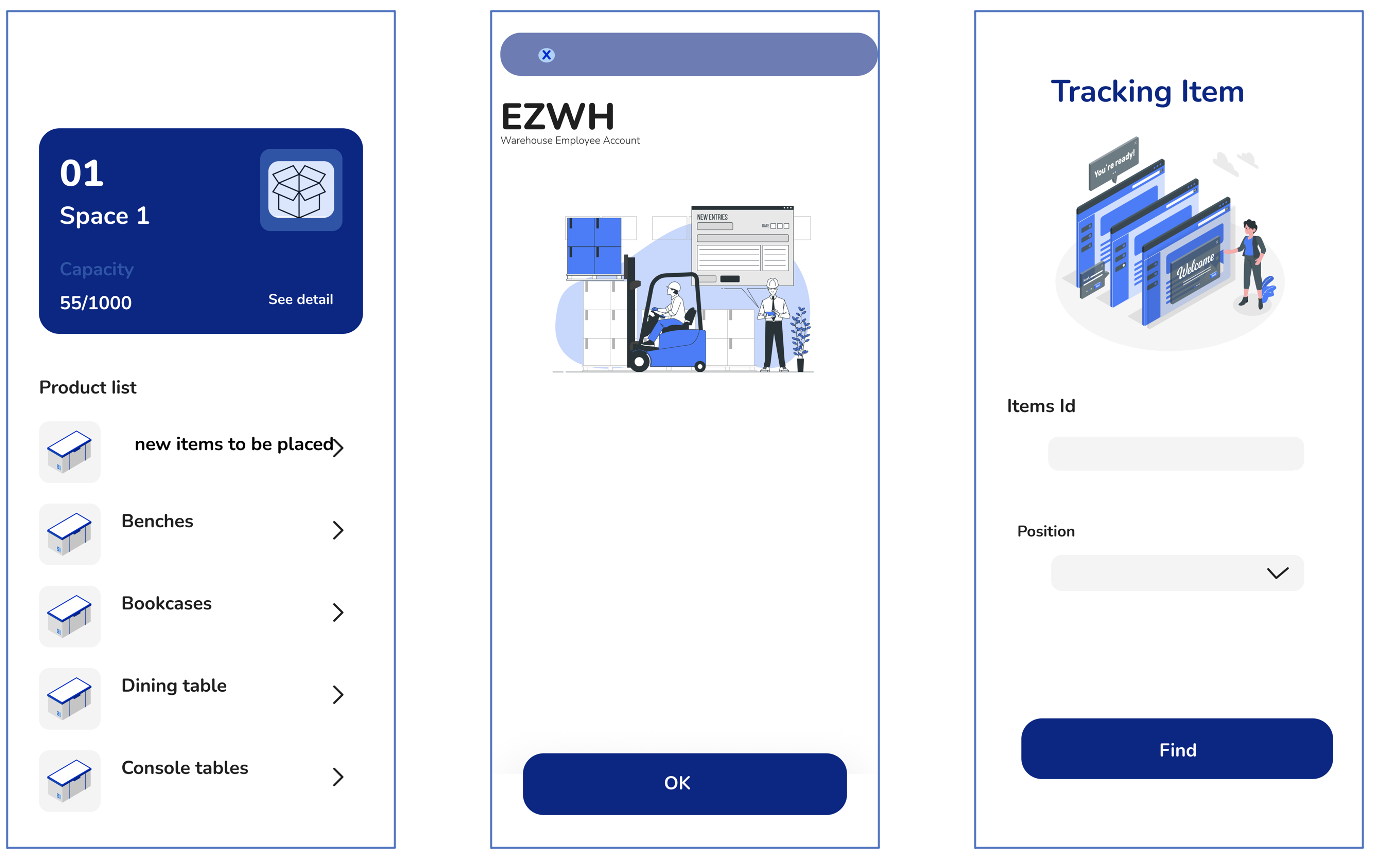 01
Space 1
Capacity
55/1000
See detail
Product list
new items to be placed
Benches
Bookcases
Dining table
Console tables
X
EZWH
Warehouse Employee Account
NEW ENTRIES
DATE
OK
Tracking Item
You're ready!
Welcome
Items Id
Position
Find